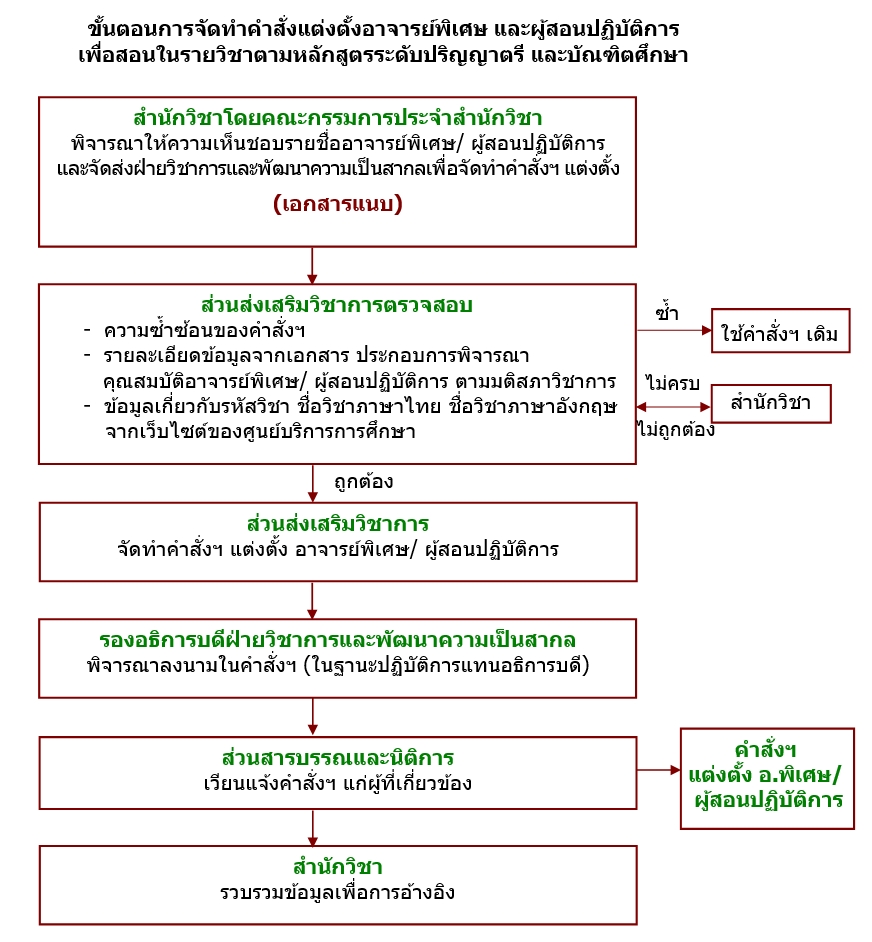 ขั้นตอนการจัดทำคำสั่งแต่งตั้งอาจารย์พิเศษ และผู้สอนปฏิบัติการ
เพื่อสอนในรายวิชาตามหลักสูตรระดับปริญญาตรี และบัณฑิตศึกษา
สำนักวิชาโดยคณะกรรมการประจำสำนักวิชา
พิจารณาให้ความเห็นชอบรายชื่ออาจารย์พิเศษ/ ผู้สอนปฏิบัติการ
และจัดส่งฝ่ายวิชาการและพัฒนาความเป็นสากลเพื่อจัดทำคำสั่งฯ แต่งตั้ง
(เอกสารแนบ)
ส่วนส่งเสริมวิชาการตรวจสอบ
- ความซ้ำซ้อนของคำสั่งฯ
- รายละเอียดข้อมูลจากเอกสาร ประกอบการพิจารณา
คุณสมบัติอาจารย์พิเศษ/ ผู้สอนปฏิบัติการ ตามมติสภาวิชาการ
- ข้อมูลเกี่ยวกับรหัสวิชา ชื่อวิชาภาษาไทย ชื่อวิชาภาษาอังกฤษ
จากเว็บไซต์ของศูนย์บริการการศึกษา
ซ้ำ
ใช้คำสั่งฯ เดิม
ไม่ครบ
ไม่ถูกต้อง
สำนักวิชา
ถูกต้อง
ส่วนส่งเสริมวิชาการ
จัดทำคำสั่งฯ แต่งตั้ง อาจารย์พิเศษ/ ผู้สอนปฏิบัติการ
รองอธิการบดีฝ่ายวิชาการและพัฒนาความเป็นสากล
พิจารณาลงนามในคำสั่งฯ (ในฐานะปฏิบัติการแทนอธิการบดี)
ส่วนสารบรรณและนิติการ
เวียนแจ้งคำสั่งฯ แก่ผู้ที่เกี่ยวข้อง
คำสั่งฯ
แต่งตั้ง อ.พิเศษ/
ผู้สอนปฏิบัติการ
สำนักวิชา
รวบรวมข้อมูลเพื่อการอ้างอิง